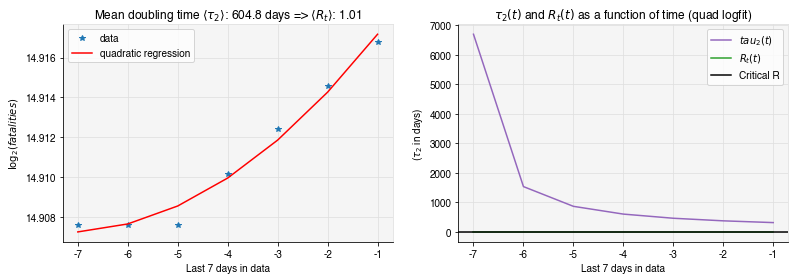 Mean doubling time ⟨τ₂⟩: 604.8 days => ⟨Rₜ⟩: 1.01
log₂(fatalities)
14.916
14.914
14.912
14.910
14.908
data
quadratic regression
-7 -6 -5 -4 -3 -2 -1
Last 7 days in data
τ₂(t) and Rₜ(t) as a function of time (quad logfit)
(τ₂ in days)
7000
6000
5000
4000
3000
2000
1000
0
tau₂(t)
Rₜ(t)
Critical R
-7 -6 -5 -4 -3 -2 -1
Last 7 days in data